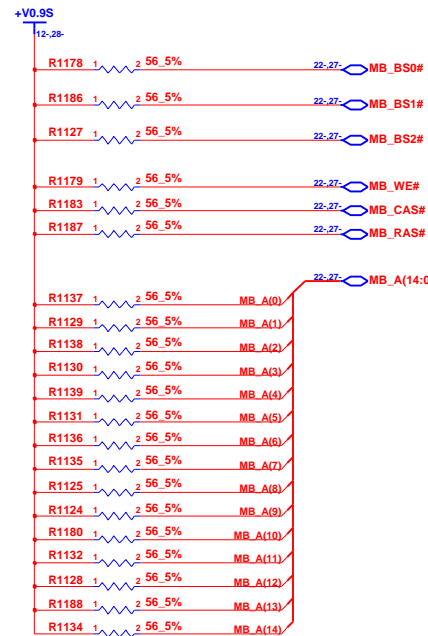 +V0.9S
12-,28-
R1178 1 2 56_5% 22-,27- MB_BS0#
R1186 1 2 56_5% 22-,27- MB_BS1#
R1127 1 2 56_5% 22-,27- MB_BS2#
R1179 1 2 56_5% 22-,27- MB_WE#
R1183 1 2 56_5% 22-,27- MB_CAS#
R1187 1 2 56_5% 22-,27- MB_RAS#
22-,27- MB_A(14:0
R1137 1 2 56_5% MB_A(0)
R1129 1 2 56_5% MB_A(1)
R1138 1 2 56_5% MB_A(2)
R1130 1 2 56_5% MB_A(3)
R1139 1 2 56_5% MB_A(4)
R1131 1 2 56_5% MB_A(5)
R1136 1 2 56_5% MB_A(6)
R1135 1 2 56_5% MB_A(7)
R1125 1 2 56_5% MB_A(8)
R1124 1 2 56_5% MB_A(9)
R1180 1 2 56_5% MB_A(10)
R1132 1 2 56_5% MB_A(11)
R1128 1 2 56_5% MB_A(12)
R1188 1 2 56_5% MB_A(13)
R1134 1 2 56_5% MB_A(14)